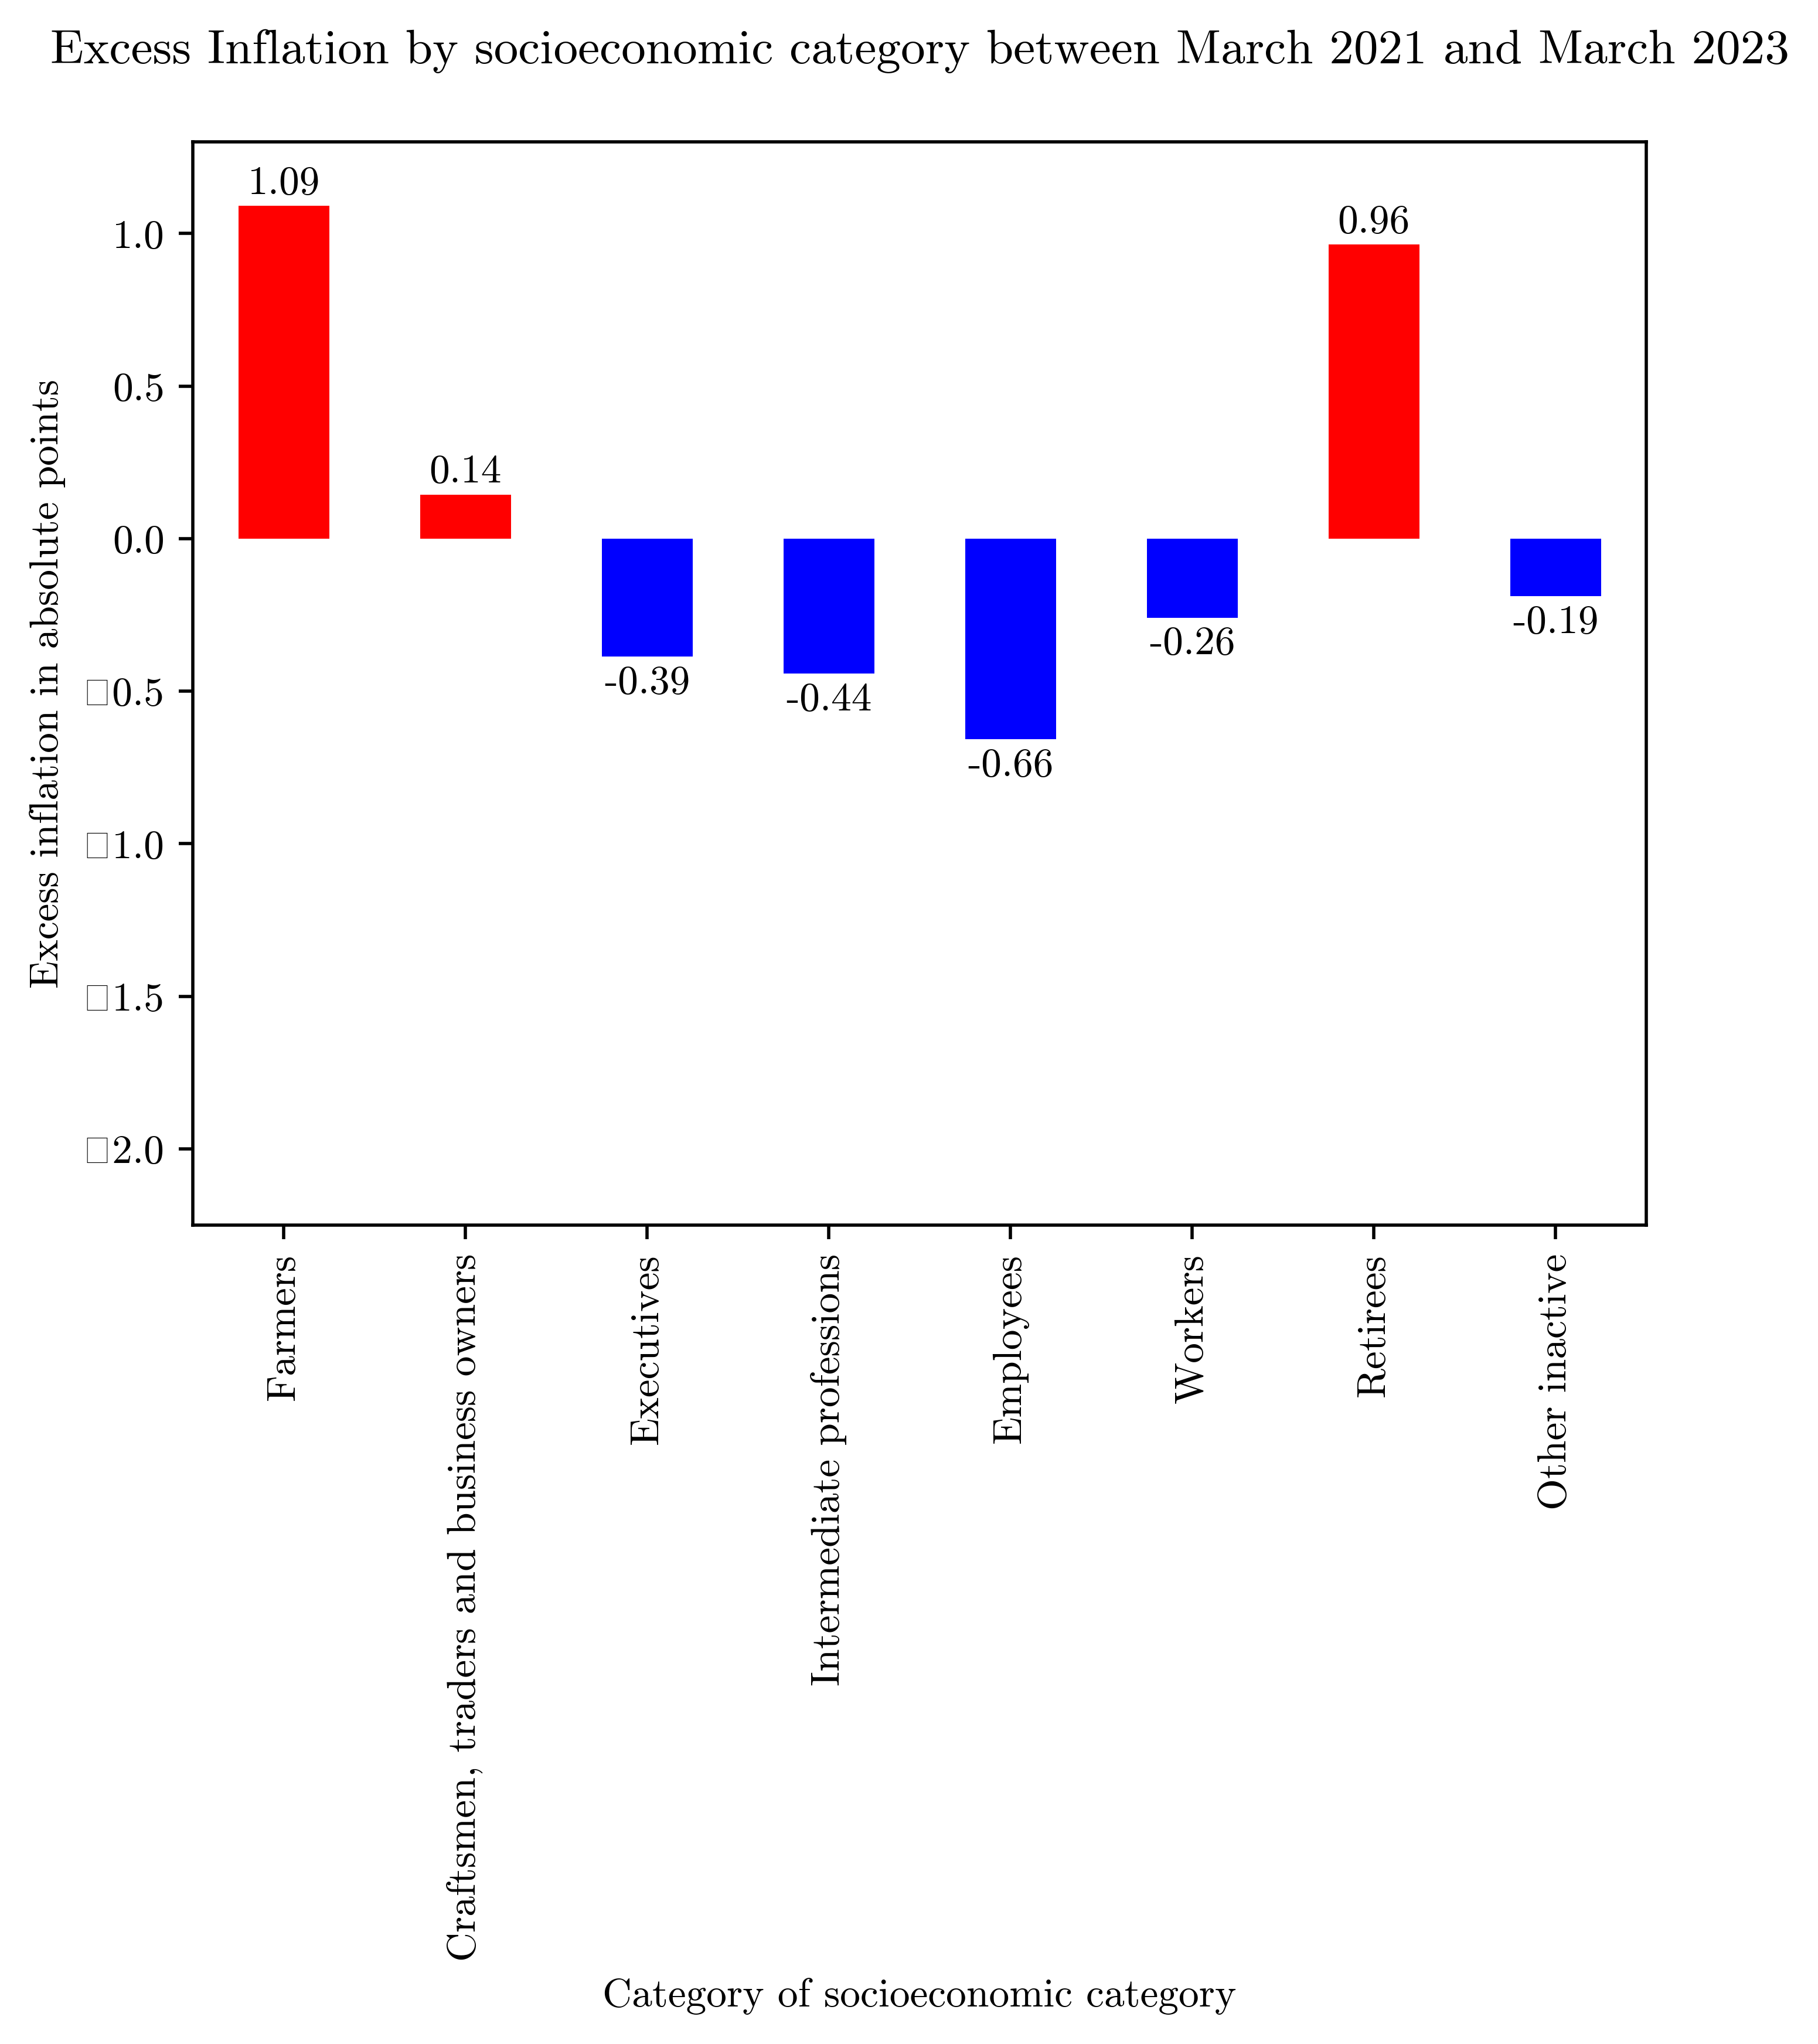 Excess Inflation by socioeconomic category between March 2021 and March 2023
Excess inflation in absolute points
1.0
0.5
0.0
□0.5
□1.0
□1.5
□2.0
1.09
0.14
-0.39
-0.44
-0.66
-0.26
0.96
-0.19
Farmers
Craftsmen, traders and business owners
Executives
Intermediate professions
Employees
Workers
Retirees
Other inactive
Category of socioeconomic category